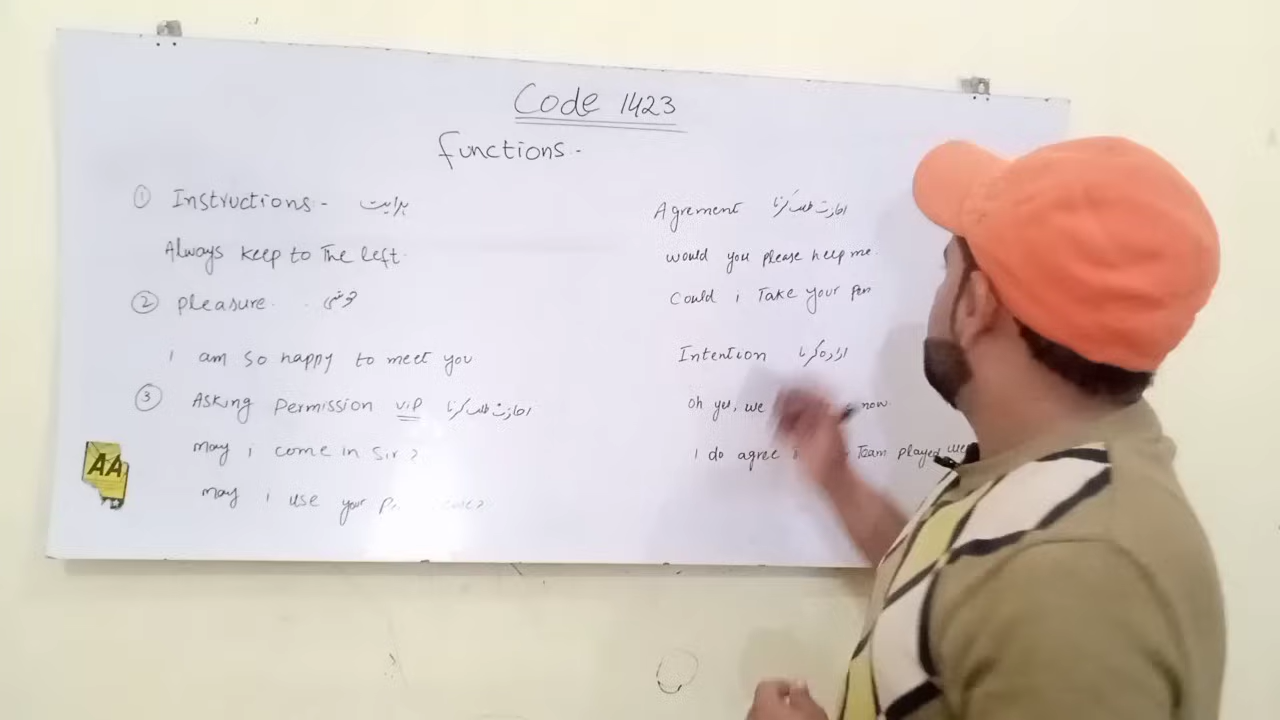 Code 1423
functions.-
① Instructions:- ہدایت
Always keep to The left.
② pleasure. خوشی
i am so happy to meet you
③ Asking Permission V.I.P اجازت طلب کرنا
may i come in Sir?
may i use your
AA
Agrement اجازت طلب کرنا
would you please help me.
Could i Take your Pen
Intention ارادہ کرنا
Oh yes, we now.
i do agree Team played